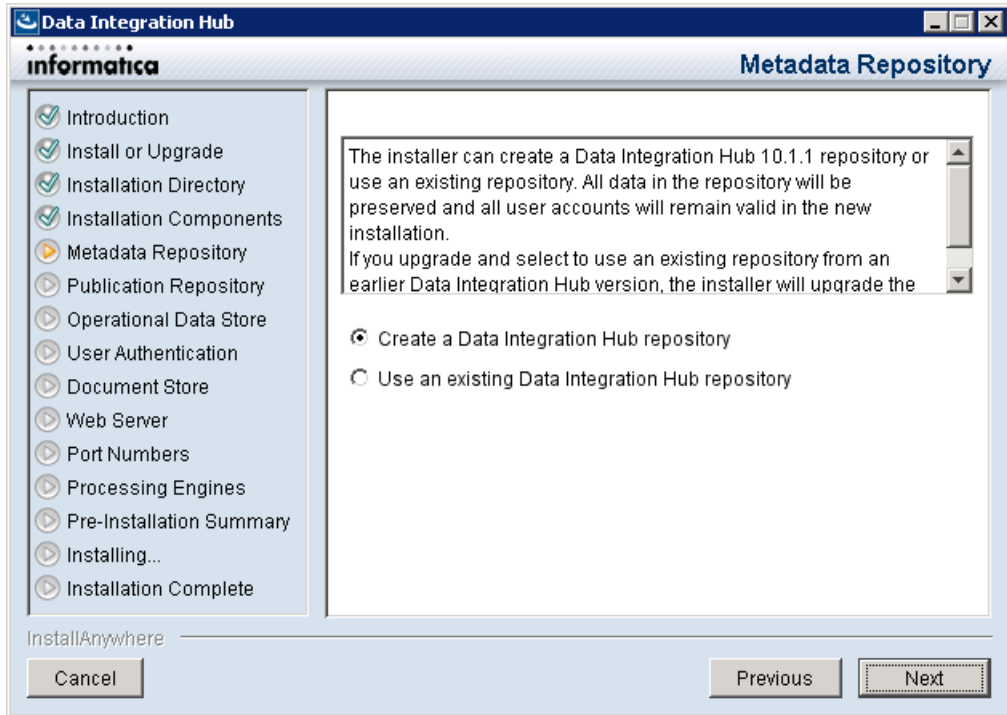 Data Integration Hub
informatica
Metadata Repository
Introduction
Install or Upgrade
Installation Directory
Installation Components
Metadata Repository
Publication Repository
Operational Data Store
User Authentication
Document Store
Web Server
Port Numbers
Processing Engines
Pre-Installation Summary
Installing...
Installation Complete
The installer can create a Data Integration Hub 10.1.1 repository or
use an existing repository. All data in the repository will be
preserved and all user accounts will remain valid in the new
installation.
If you upgrade and select to use an existing repository from an
earlier Data Integration Hub version, the installer will upgrade the
Create a Data Integration Hub repository
Use an existing Data Integration Hub repository
InstallAnywhere
Cancel
Previous
Next